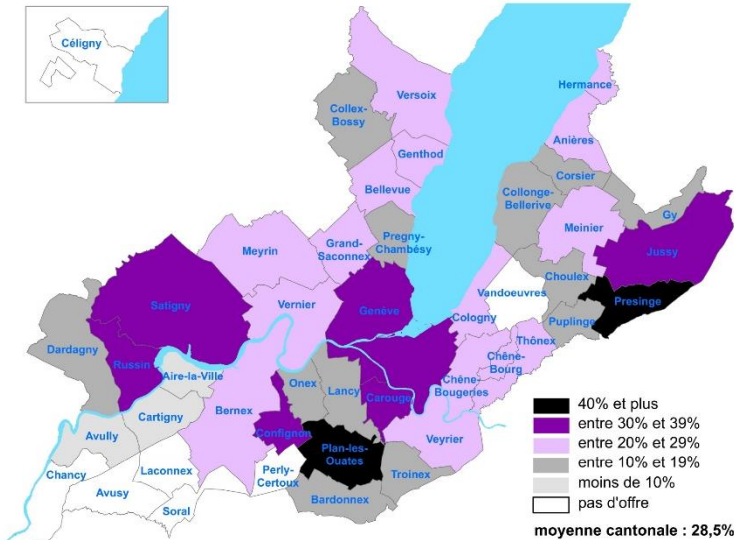 Céligny
Hermance
Versoix
Collex-
Bossy
Anières
Genthod
Corsier
Bellevue
Collonge-
Bellerive
Gy
Meinier
Pregny-
Chambésy
Grand-
Saconnex
Meyrin
Jussy
Choulex
Presinge
Vandoeuvres
Satigny
Vernier
Genève
Cologny
Puplinge
Thônex
Dardagny
Russin
Chêne-
Bourg
Aire-la-Ville
Onex
Lancy
Chêne-
Bougeries
Carouge
Bernex
Cartigny
Confignon
Avully
Veyrier
Plan-les-
Ouates
Laconnex
Perly-
Certoux
Chancy
Troinex
Avusy
Bardonnex
Soral
40% et plus
entre 30% et 39%
entre 20% et 29%
entre 10% et 19%
moins de 10%
pas d'offre
moyenne cantonale : 28,5%